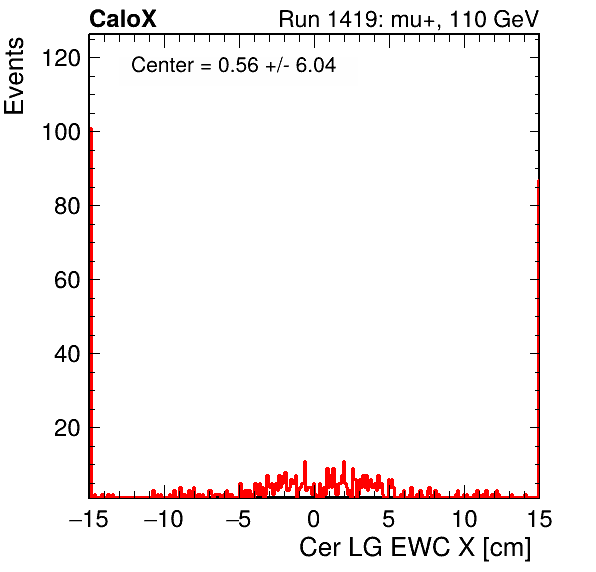 CaloX Run 1419: mu+, 110 GeV
Center = 0.56 +/- 6.04
Events
120
100
80
60
40
20
−15 −10 −5 0 5 10 15
Cer LG EWC X [cm]